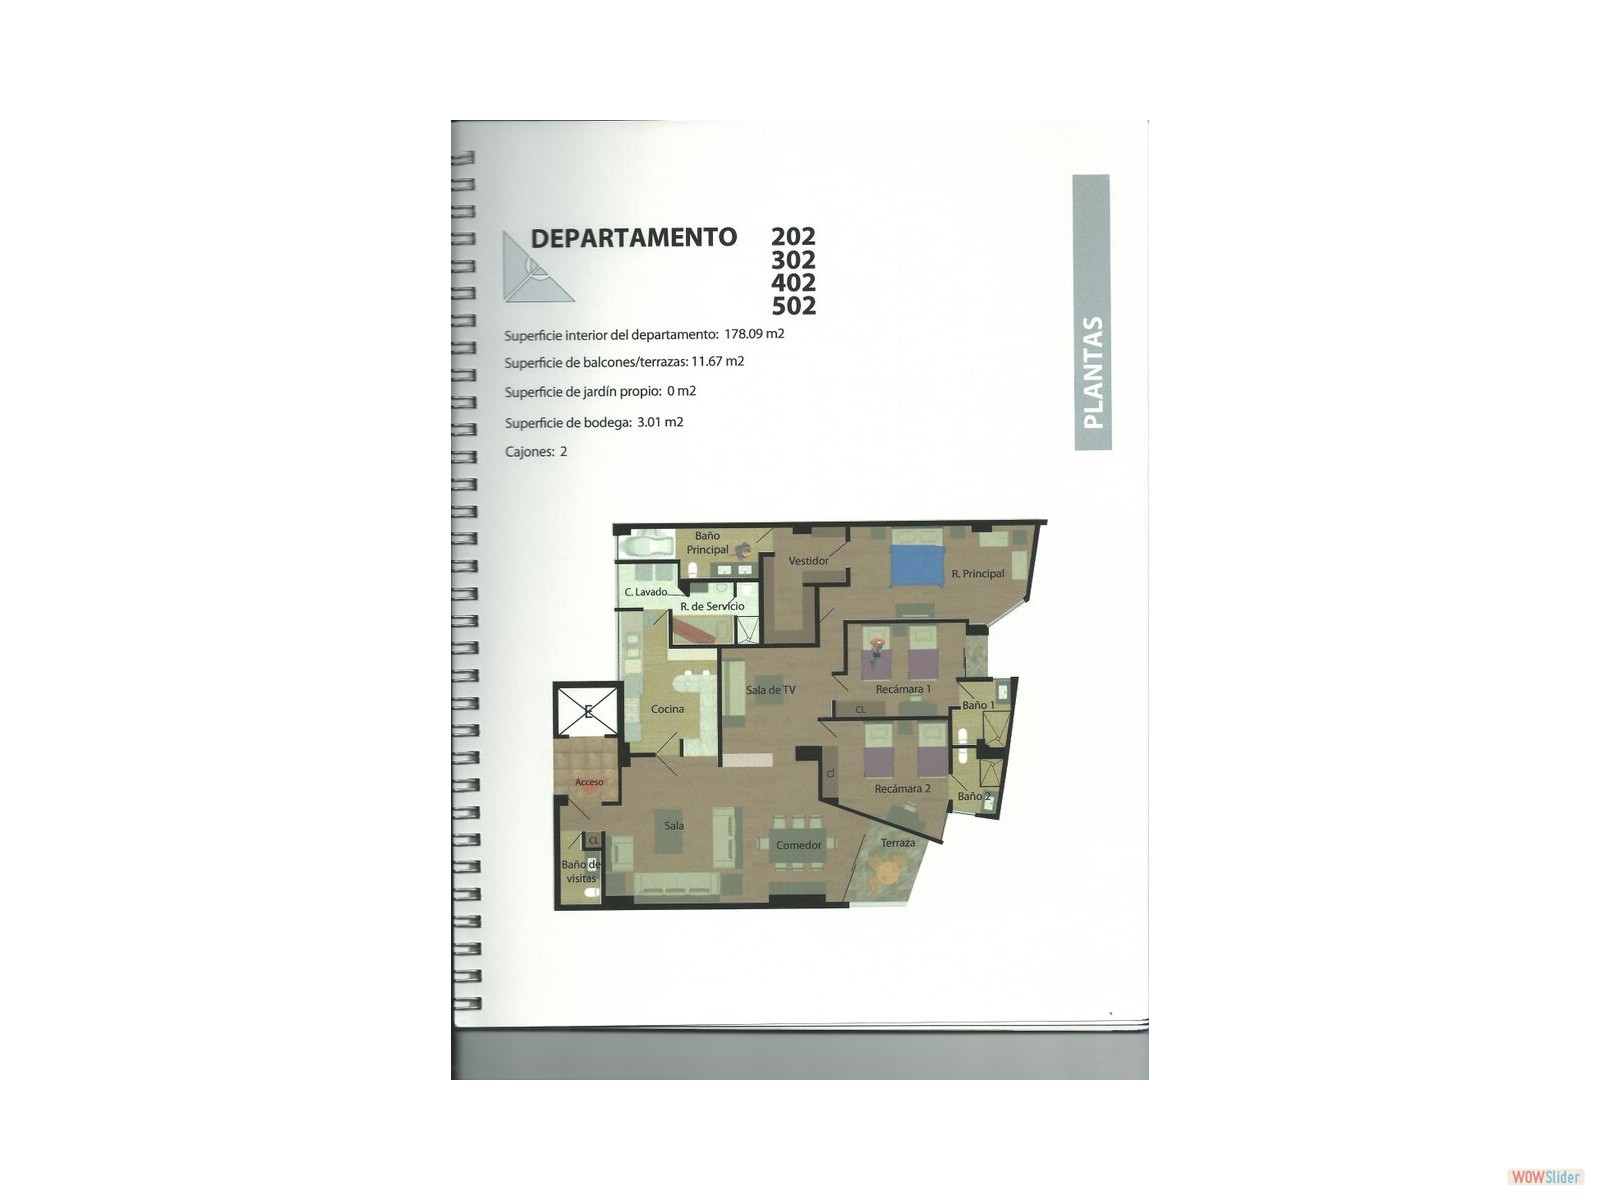 DEPARTAMENTO 202
302
402
502
Superficie interior del departamento: 178.09 m2
Superficie de balcones/terrazas: 11.67 m2
Superficie de jardín propio: 0 m2
Superficie de bodega: 3.01 m2
Cajones: 2
PLANTAS
Baño
Principal
Vestidor
R. Principal
C. Lavado
R. de Servicio
Sala de TV
Recámara 1
Baño 1
CL
Cocina
E
Acceso
CL
Recámara 2
Baño 2
Sala
Comedor
Terraza
CL
Baño de
visitas
WOWSlider